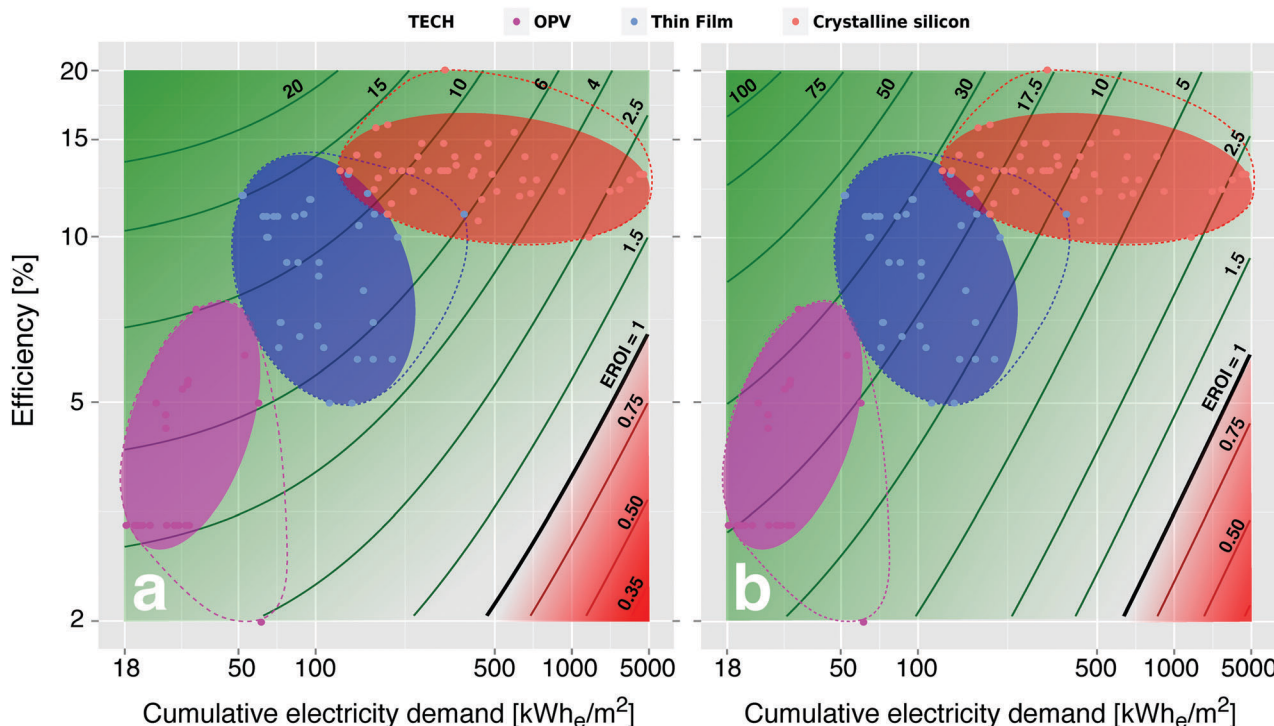 TECH OPV Thin Film Crystalline silicon
Efficiency [%]
20
15
10
5
2
20
15
10
6
4
2.5
1.5
EROI = 1
0.75
0.50
0.35
a
18 50 100 500 1000 5000
Cumulative electricity demand [kWhe/m²]
100
75
50
30
17.5
10
5
2.5
1.5
EROI = 1
0.75
0.50
b
18 50 100 500 1000 5000
Cumulative electricity demand [kWhe/m²]